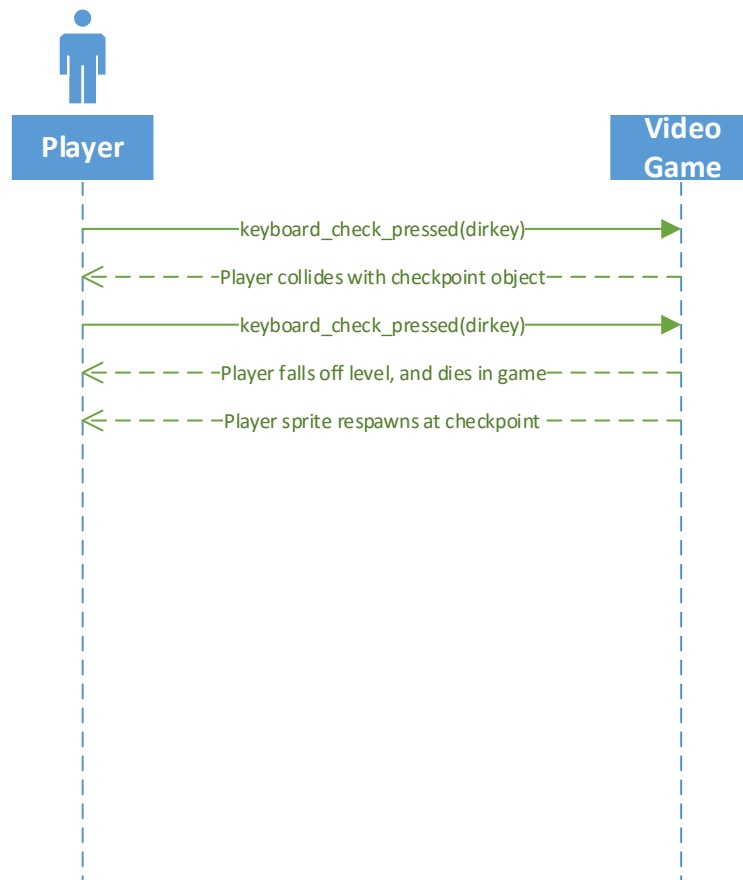 Player
Video
Game
keyboard_check_pressed(dirkey)
Player collides with checkpoint object
keyboard_check_pressed(dirkey)
Player falls off level, and dies in game
Player sprite respawns at checkpoint